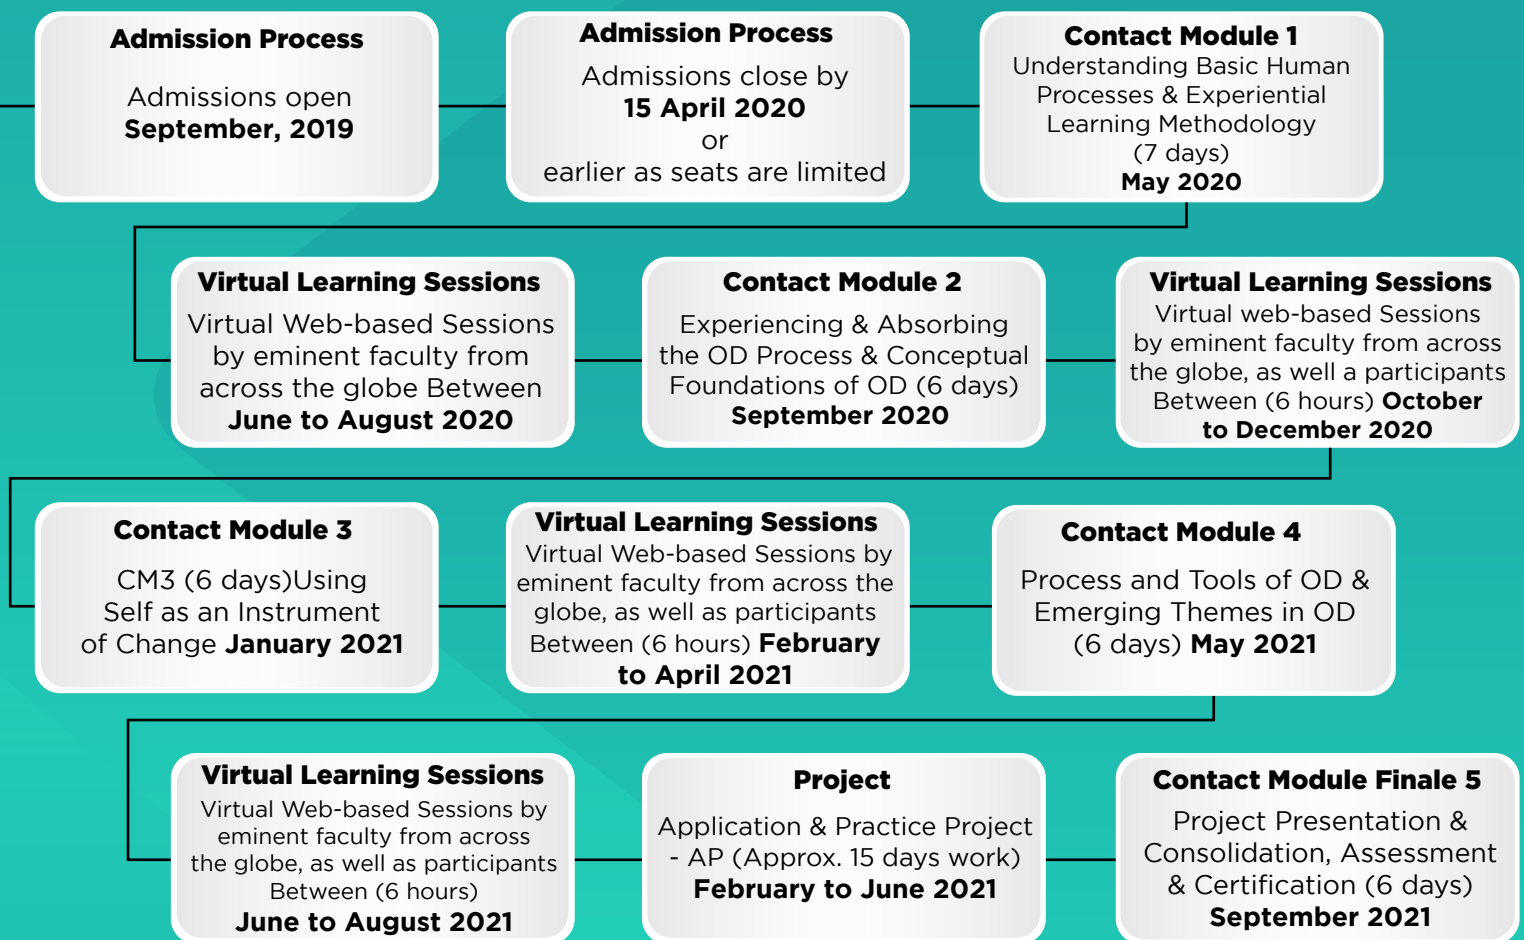 Admission Process
Admissions open
September, 2019
Admission Process
Admissions close by
15 April 2020
or
earlier as seats are limited
Contact Module 1
Understanding Basic Human
Processes & Experiential
Learning Methodology
(7 days)
May 2020
Virtual Learning Sessions
Virtual Web-based Sessions
by eminent faculty from
across the globe Between
June to August 2020
Contact Module 2
Experiencing & Absorbing
the OD Process & Conceptual
Foundations of OD (6 days)
September 2020
Virtual Learning Sessions
Virtual web-based Sessions
by eminent faculty from across
the globe, as well a participants
Between (6 hours) October
to December 2020
Contact Module 3
CM3 (6 days)Using
Self as an Instrument
of Change January 2021
Virtual Learning Sessions
Virtual Web-based Sessions by
eminent faculty from across the
globe, as well as participants
Between (6 hours) February
to April 2021
Contact Module 4
Process and Tools of OD &
Emerging Themes in OD
(6 days) May 2021
Virtual Learning Sessions
Virtual Web-based Sessions by
eminent faculty from across
the globe, as well as participants
Between (6 hours)
June to August 2021
Project
Application & Practice Project
- AP (Approx. 15 days work)
February to June 2021
Contact Module Finale 5
Project Presentation &
Consolidation, Assessment
& Certification (6 days)
September 2021